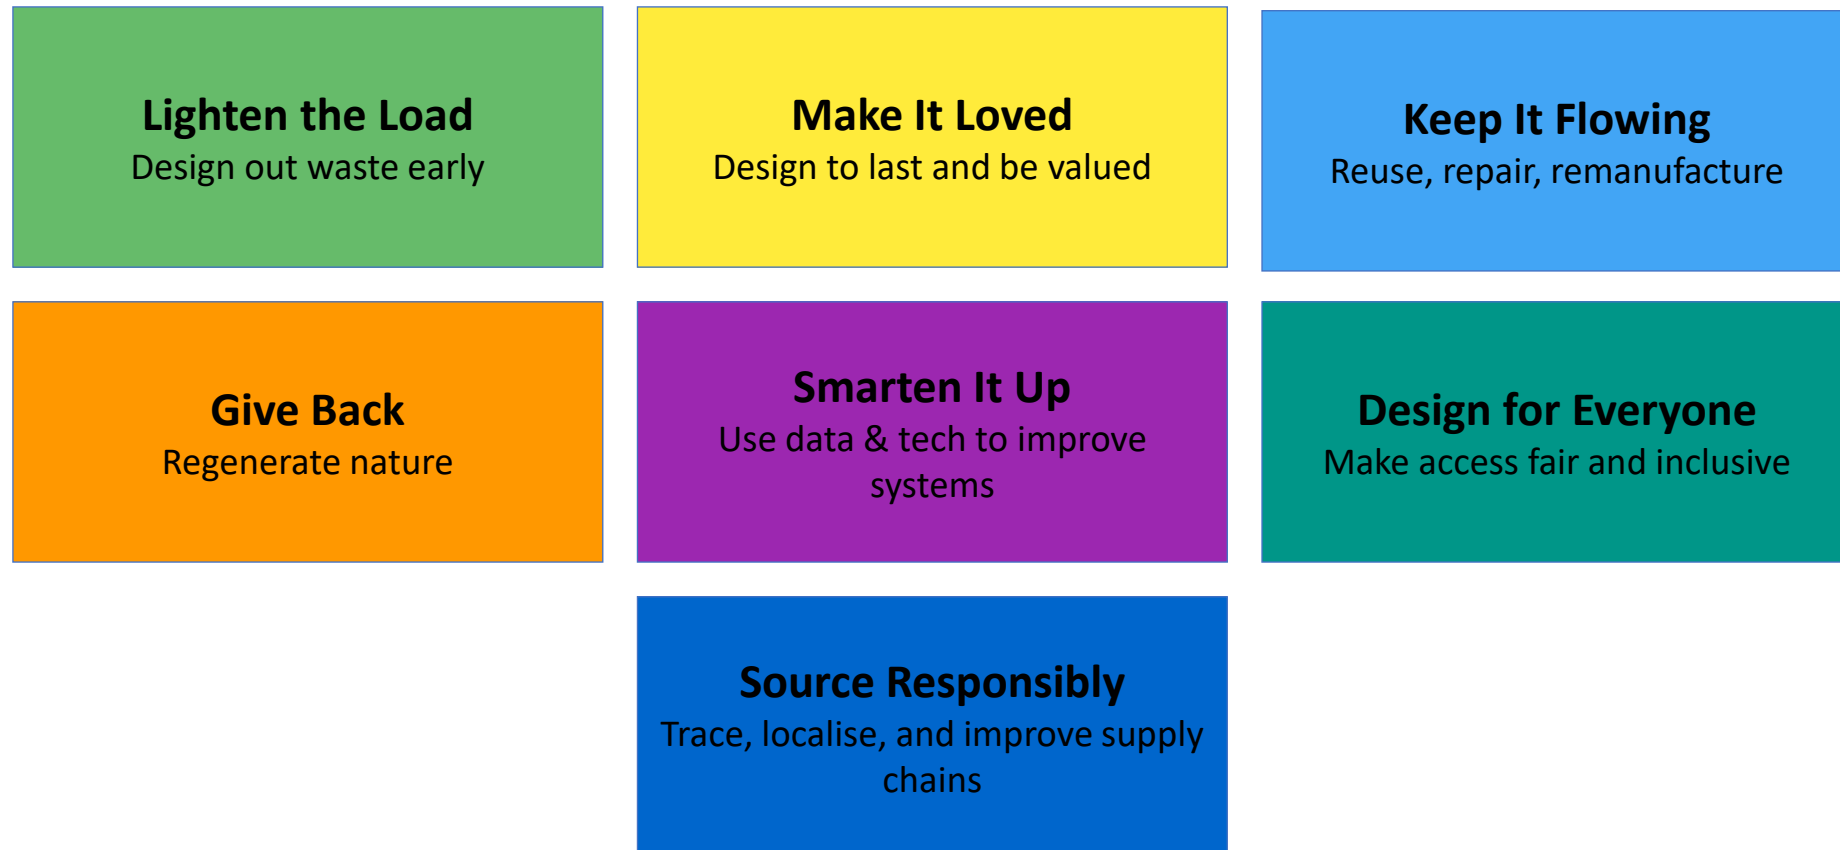 Lighten the Load
Design out waste early
Make It Loved
Design to last and be valued
Keep It Flowing
Reuse, repair, remanufacture
Give Back
Regenerate nature
Smarten It Up
Use data & tech to improve
systems
Design for Everyone
Make access fair and inclusive
Source Responsibly
Trace, localise, and improve supply
chains